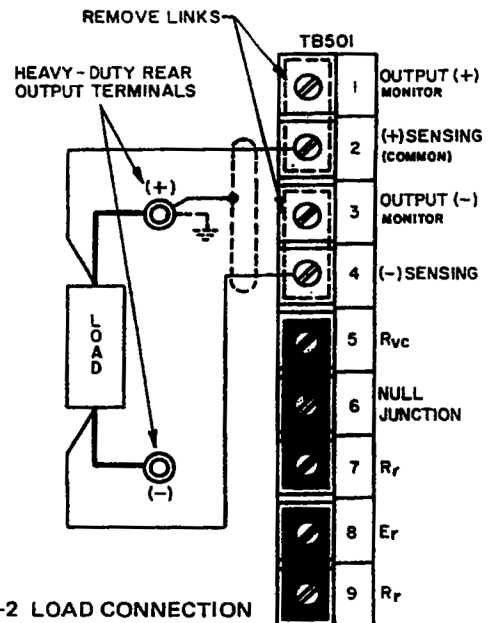 REMOVE LINKS
TB501
HEAVY-DUTY REAR
OUTPUT TERMINALS
1 OUTPUT (+)
MONITOR
2 (+) SENSING
(COMMON)
(+)
3 OUTPUT (−)
MONITOR
4 (−) SENSING
LOAD
5 RVC
6 NULL
JUNCTION
7 Rr
(−)
8 Er
9 Rr
-2 LOAD CONNECTION